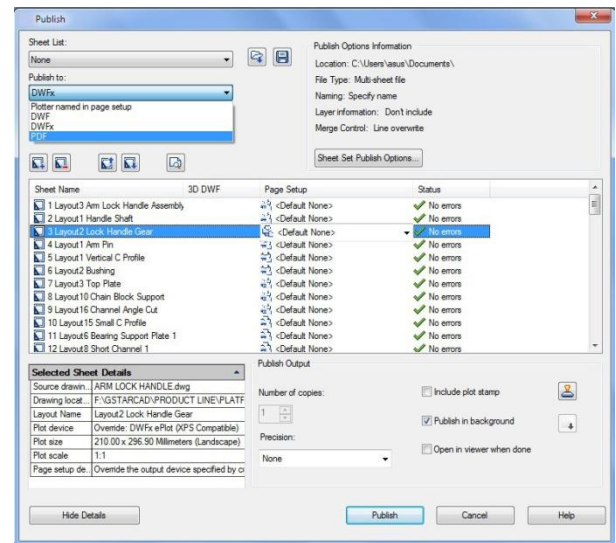 Publish
Sheet List:
None
Publish to:
DWFx
Plotter named in page setup
DWF
DWFx
PDF
Publish Options Information
Location: C:\Users\asus\Documents\
File Type: Multi-sheet file
Naming: Specify name
Layer information: Don't include
Merge Control: Line overwrite
Sheet Set Publish Options...
Sheet Name 3D DWF Page Setup Status
1 Layout3 Arm Lock Handle Assembly <Default None> No errors
2 Layout1 Handle Shaft <Default None> No errors
3 Layout2 Lock Handle Gear <Default None> No errors
4 Layout1 Arm Pin <Default None> No errors
5 Layout1 Vertical C Profile <Default None> No errors
6 Layout2 Bushing <Default None> No errors
7 Layout3 Top Plate <Default None> No errors
8 Layout10 Chain Block Support <Default None> No errors
9 Layout16 Channel Angle Cut <Default None> No errors
10 Layout15 Small C Profile <Default None> No errors
11 Layout6 Bearing Support Plate 1 <Default None> No errors
12 Layout8 Short Channel 1 <Default None> No errors
Selected Sheet Details
Source drawin... ARM LOCK HANDLE.dwg
Drawing locat... F:\GSTARCAD\PRODUCT LINE\PLATF
Layout Name Layout2 Lock Handle Gear
Plot device Override: DWFx ePlot (XPS Compatible)
Plot size 210.00 x 296.90 Millimeters (Landscape)
Plot scale 1:1
Page setup de... Override the output device specified by c
Publish Output
Number of copies:
1
Precision:
None
Include plot stamp
Publish in background
Open in viewer when done
Hide Details
Publish
Cancel
Help